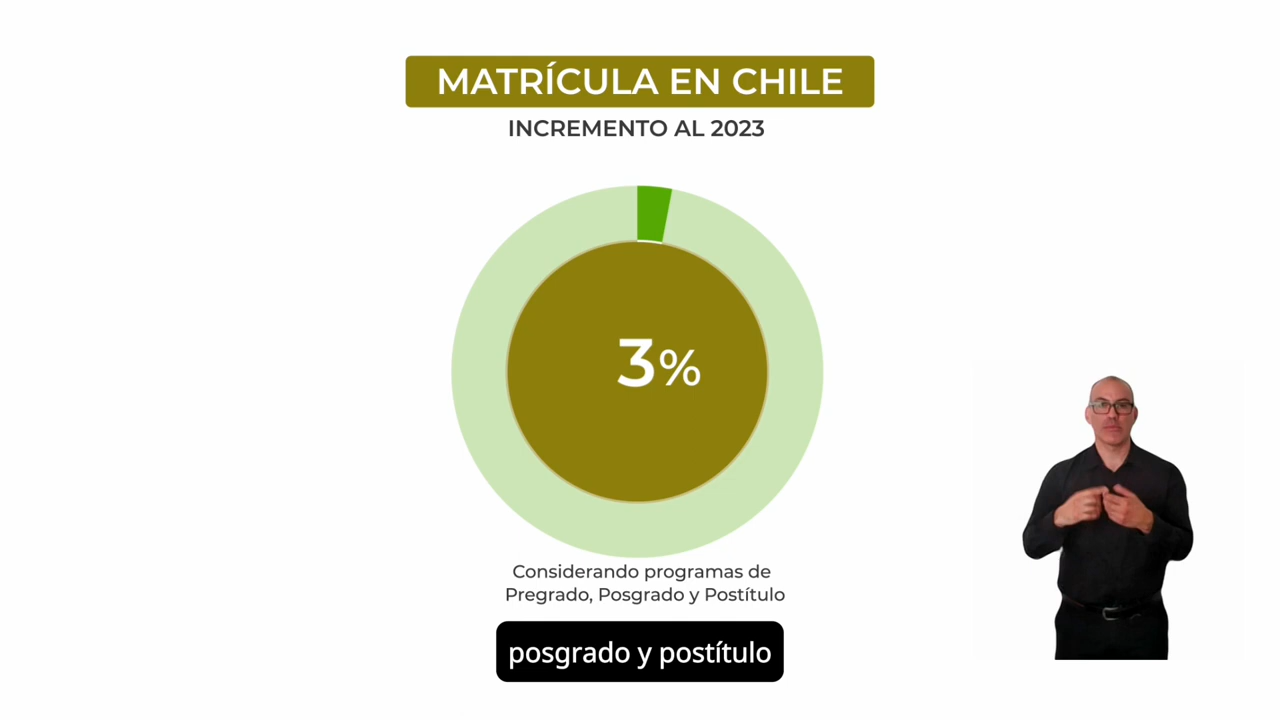 MATRÍCULA EN CHILE
INCREMENTO AL 2023
3%
Considerando programas de
Pregrado, Posgrado y Postítulo
posgrado y postítulo